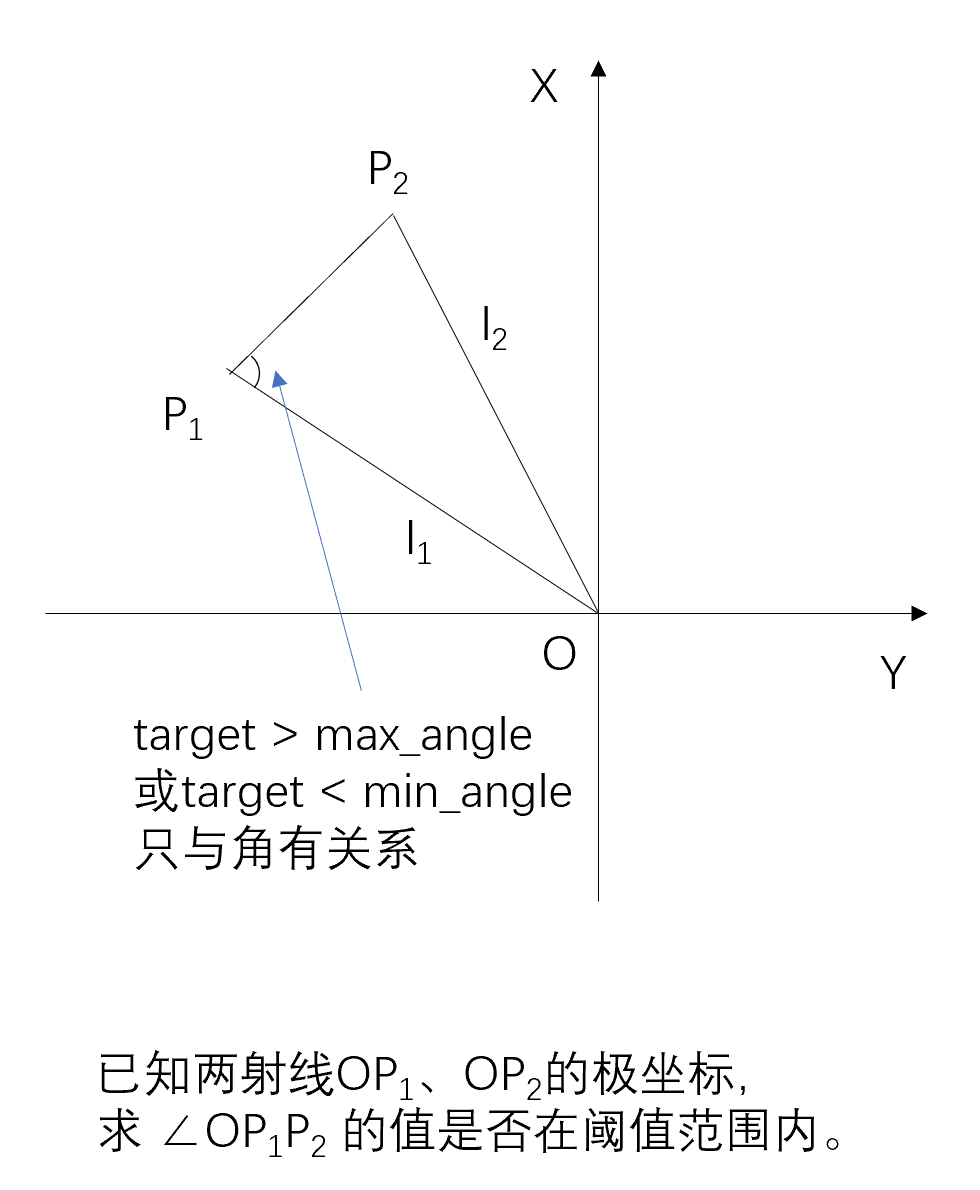 X
P₂
l₂
P₁
l₁
O
Y
target > max_angle
或target < min_angle
只与角有关系
已知两射线OP₁、OP₂的极坐标,
求 ∠OP₁P₂ 的值是否在阈值范围内。